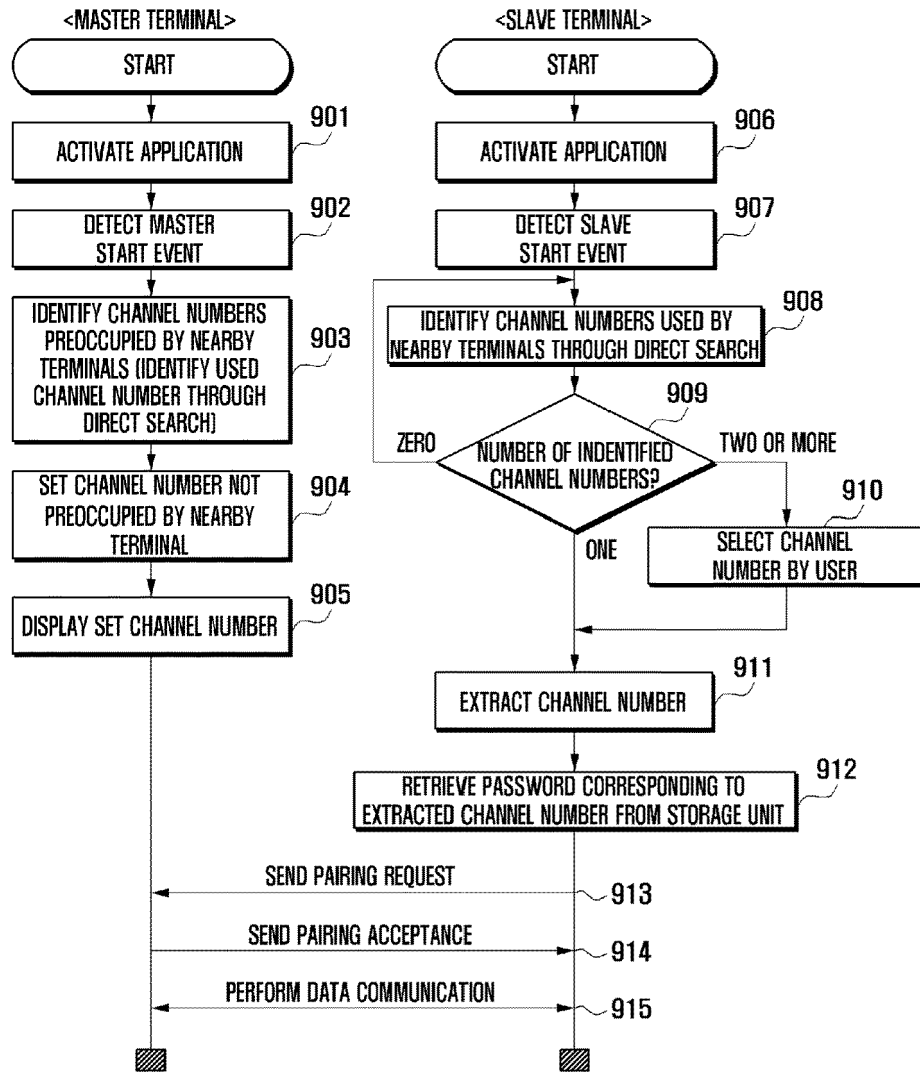 <MASTER TERMINAL>
START
901
ACTIVATE APPLICATION
902
DETECT MASTER
START EVENT
903
IDENTIFY CHANNEL NUMBERS
PREOCCUPIED BY NEARBY
TERMINALS (IDENTIFY USED
CHANNEL NUMBER THROUGH
DIRECT SEARCH)
904
SET CHANNEL NUMBER NOT
PREOCCUPIED BY NEARBY
TERMINAL
905
DISPLAY SET CHANNEL NUMBER
<SLAVE TERMINAL>
START
906
ACTIVATE APPLICATION
907
DETECT SLAVE
START EVENT
908
IDENTIFY CHANNEL NUMBERS USED BY
NEARBY TERMINALS THROUGH DIRECT SEARCH
909
ZERO
NUMBER OF INDENTIFIED
CHANNEL NUMBERS?
TWO OR MORE
910
SELECT CHANNEL
NUMBER BY USER
ONE
911
EXTRACT CHANNEL NUMBER
912
RETRIEVE PASSWORD CORRESPONDING TO
EXTRACTED CHANNEL NUMBER FROM STORAGE UNIT
SEND PAIRING REQUEST
913
SEND PAIRING ACCEPTANCE
914
PERFORM DATA COMMUNICATION
915